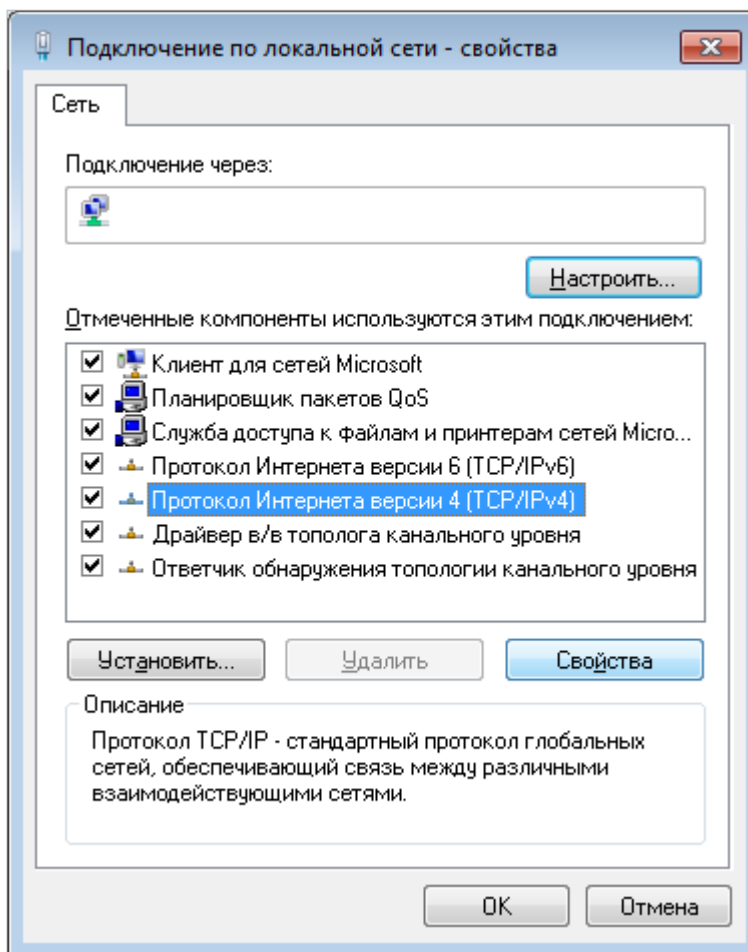 Подключение по локальной сети - свойства
Сеть
Подключение через:
Настроить...
Отмеченные компоненты используются этим подключением:
Клиент для сетей Microsoft
Планировщик пакетов QoS
Служба доступа к файлам и принтерам сетей Micro...
Протокол Интернета версии 6 (TCP/IPv6)
Протокол Интернета версии 4 (TCP/IPv4)
Драйвер в/в тополога канального уровня
Ответчик обнаружения топологии канального уровня
Установить...
Удалить
Свойства
Описание
Протокол TCP/IP - стандартный протокол глобальных
сетей, обеспечивающий связь между различными
взаимодействующими сетями.
OK
Отмена